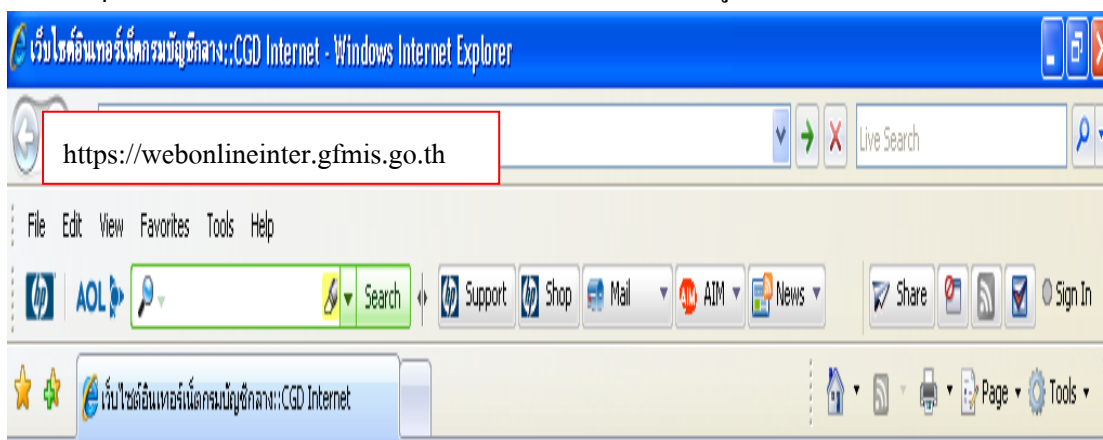 เว็บไซต์อินเทอร์เน็ตกรมบัญชีกลาง::CGD Internet - Windows Internet Explorer
https://webonlineinter.gfmis.go.th Live Search
File Edit View Favorites Tools Help
hp AOL Search hp Support hp Shop Mail AIM AIM News Share Sign In
เว็บไซต์อินเทอร์เน็ตกรมบัญชีกลาง::CGD Internet Page Tools